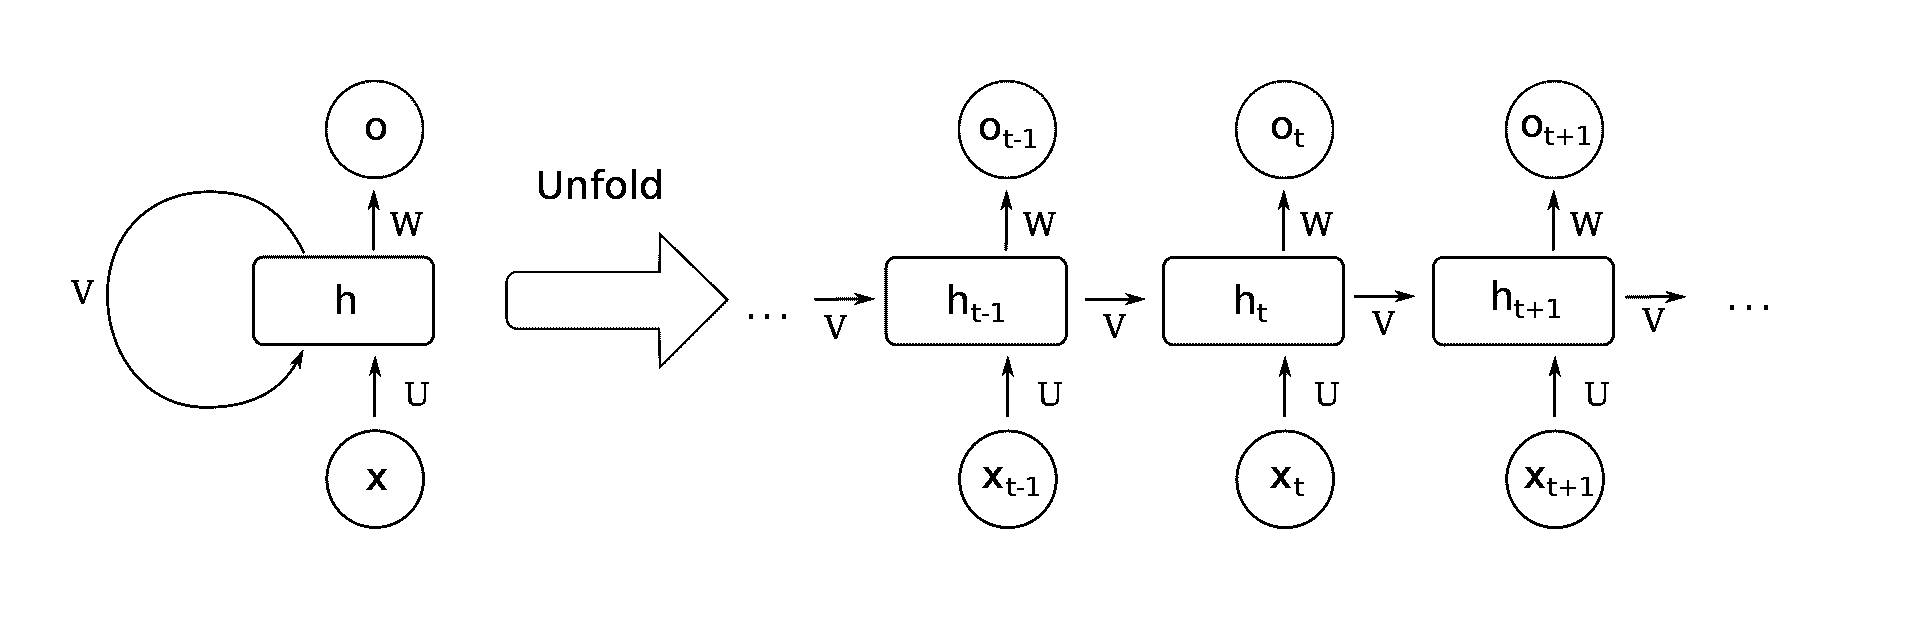 o
W
Unfold
V
h
U
x
...
V
o_{t-1}
W
h_{t-1}
U
x_{t-1}
V
o_t
W
h_t
U
x_t
V
o_{t+1}
W
h_{t+1}
U
x_{t+1}
V
...